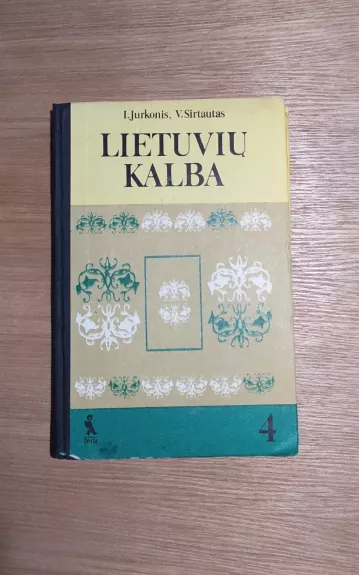 I.Jurkonis, V.Sirtautas
LIETUVIŲ
KALBA
4